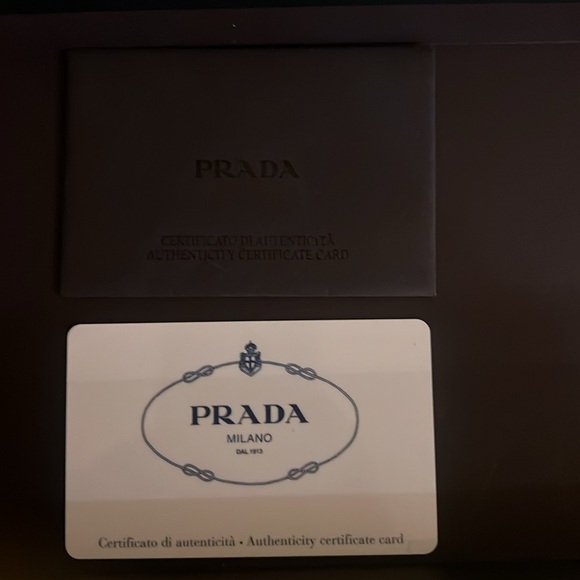 PRADA
CERTIFICATO DI AUTENTICITÀ
AUTHENTICITY CERTIFICATE CARD
PRADA
MILANO
DAL 1913
Certificato di autenticità • Authenticity certificate card